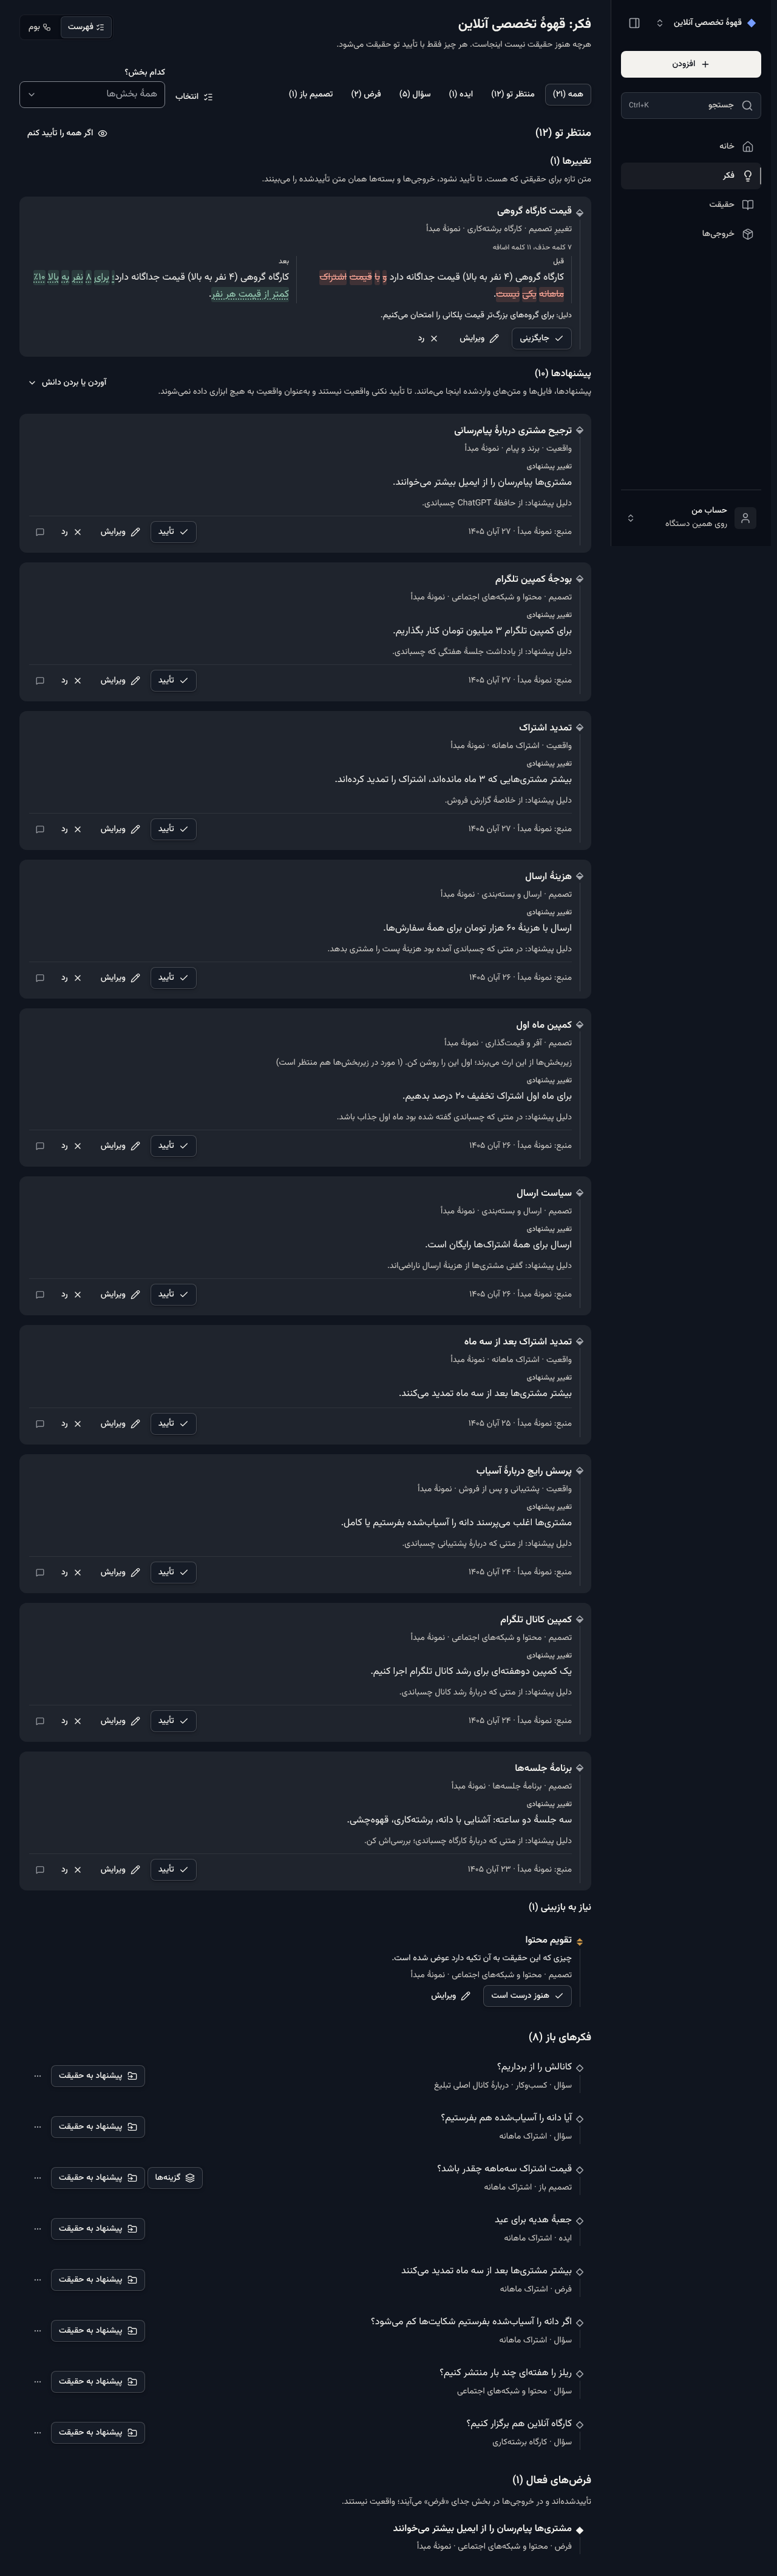 قهوهٔ تخصصی آنلاین
افزودن
جستجو
Ctrl+K
خانه
فکر
حقیقت
خروجی‌ها
حساب من
روی همین دستگاه
فکر: قهوهٔ تخصصی آنلاین
هرچه هنوز حقیقت نیست اینجاست. هر چیز فقط با تأیید تو حقیقت می‌شود.
فهرست
بوم
همه (۲۱)
منتظر تو (۱۲)
ایده (۱)
سؤال (۵)
فرض (۲)
تصمیم باز (۱)
انتخاب
کدام بخش؟
همهٔ بخش‌ها
منتظر تو (۱۲)
اگر همه را تأیید کنم
تغییرها (۱)
متن تازه برای حقیقتی که هست. تا تأیید نشود، خروجی‌ها و بسته‌ها همان متن تأییدشده را می‌بینند.
قیمت کارگاه گروهی
تغییر تصمیم · کارگاه برشته‌کاری · نمونهٔ مبدأ
۷ کلمه حذف، ۱۱ کلمه اضافه
قبل
کارگاه گروهی (۴ نفر به بالا) قیمت جداگانه دارد و با قیمت اشتراک
ماهانه یکی نیست.
بعد
کارگاه گروهی (۴ نفر به بالا) قیمت جداگانه دارد؛ برای ۸ نفر به بالا ۱۰٪
کمتر از قیمت هر نفر.
دلیل: برای گروه‌های بزرگ‌تر قیمت پلکانی را امتحان می‌کنیم.
جایگزینی
ویرایش
رد
پیشنهادها (۱۰)
آوردن یا بردن دانش
پیشنهادها، فایل‌ها و متن‌های واردشده اینجا می‌مانند. تا تأیید نکنی واقعیت نیستند و به‌عنوان واقعیت به هیچ ابزاری داده نمی‌شوند.
ترجیح مشتری دربارهٔ پیام‌رسانی
واقعیت · برند و پیام · نمونهٔ مبدأ
تغییر پیشنهادی
مشتری‌ها پیام‌رسان را از ایمیل بیشتر می‌خوانند.
دلیل پیشنهاد: از حافظهٔ ChatGPT چسباندی.
منبع: نمونهٔ مبدأ · ۲۷ آبان ۱۴۰۵
تأیید
ویرایش
رد
بودجهٔ کمپین تلگرام
تصمیم · محتوا و شبکه‌های اجتماعی · نمونهٔ مبدأ
تغییر پیشنهادی
برای کمپین تلگرام ۳ میلیون تومان کنار بگذاریم.
دلیل پیشنهاد: از یادداشت جلسهٔ هفتگی که چسباندی.
منبع: نمونهٔ مبدأ · ۲۷ آبان ۱۴۰۵
تأیید
ویرایش
رد
تمدید اشتراک
واقعیت · اشتراک ماهانه · نمونهٔ مبدأ
تغییر پیشنهادی
بیشتر مشتری‌هایی که ۳ ماه مانده‌اند، اشتراک را تمدید کرده‌اند.
دلیل پیشنهاد: از خلاصهٔ گزارش فروش.
منبع: نمونهٔ مبدأ · ۲۷ آبان ۱۴۰۵
تأیید
ویرایش
رد
هزینهٔ ارسال
تصمیم · ارسال و بسته‌بندی · نمونهٔ مبدأ
تغییر پیشنهادی
ارسال با هزینهٔ ۶۰ هزار تومان برای همهٔ سفارش‌ها.
دلیل پیشنهاد: در متنی که چسباندی آمده بود هزینهٔ پست را مشتری بدهد.
منبع: نمونهٔ مبدأ · ۲۶ آبان ۱۴۰۵
تأیید
ویرایش
رد
کمپین ماه اول
تصمیم · آفر و قیمت‌گذاری · نمونهٔ مبدأ
زیربخش‌ها از این ارث می‌برند؛ اول این را روشن کن. (۱ مورد در زیربخش‌ها هم منتظر است)
تغییر پیشنهادی
برای ماه اول اشتراک تخفیف ۲۰ درصد بدهیم.
دلیل پیشنهاد: در متنی که چسباندی گفته شده بود ماه اول جذاب باشد.
منبع: نمونهٔ مبدأ · ۲۶ آبان ۱۴۰۵
تأیید
ویرایش
رد
سیاست ارسال
تصمیم · ارسال و بسته‌بندی · نمونهٔ مبدأ
تغییر پیشنهادی
ارسال برای همهٔ اشتراک‌ها رایگان است.
دلیل پیشنهاد: گفتی مشتری‌ها از هزینهٔ ارسال ناراضی‌اند.
منبع: نمونهٔ مبدأ · ۲۶ آبان ۱۴۰۵
تأیید
ویرایش
رد
تمدید اشتراک بعد از سه ماه
واقعیت · اشتراک ماهانه · نمونهٔ مبدأ
تغییر پیشنهادی
بیشتر مشتری‌ها بعد از سه ماه تمدید می‌کنند.
منبع: نمونهٔ مبدأ · ۲۵ آبان ۱۴۰۵
تأیید
ویرایش
رد
پرسش رایج دربارهٔ آسیاب
واقعیت · پشتیبانی و پس از فروش · نمونهٔ مبدأ
تغییر پیشنهادی
مشتری‌ها اغلب می‌پرسند دانه را آسیاب‌شده بفرستیم یا کامل.
دلیل پیشنهاد: از متنی که دربارهٔ پشتیبانی چسباندی.
منبع: نمونهٔ مبدأ · ۲۴ آبان ۱۴۰۵
تأیید
ویرایش
رد
کمپین کانال تلگرام
تصمیم · محتوا و شبکه‌های اجتماعی · نمونهٔ مبدأ
تغییر پیشنهادی
یک کمپین دوهفته‌ای برای رشد کانال تلگرام اجرا کنیم.
دلیل پیشنهاد: از متنی که دربارهٔ رشد کانال چسباندی.
منبع: نمونهٔ مبدأ · ۲۴ آبان ۱۴۰۵
تأیید
ویرایش
رد
برنامهٔ جلسه‌ها
تصمیم · برنامهٔ جلسه‌ها · نمونهٔ مبدأ
تغییر پیشنهادی
سه جلسهٔ دو ساعته: آشنایی با دانه، برشته‌کاری، قهوه‌چشی.
دلیل پیشنهاد: از متنی که دربارهٔ کارگاه چسباندی؛ بررسی‌اش کن.
منبع: نمونهٔ مبدأ · ۲۳ آبان ۱۴۰۵
تأیید
ویرایش
رد
نیاز به بازبینی (۱)
تقویم محتوا
چیزی که این حقیقت به آن تکیه دارد عوض شده است.
تصمیم · محتوا و شبکه‌های اجتماعی · نمونهٔ مبدأ
هنوز درست است
ویرایش
فکرهای باز (۸)
کانالش را از برداریم؟
سؤال · کسب‌وکار · دربارهٔ کانال اصلی تبلیغ
پیشنهاد به حقیقت
آیا دانه را آسیاب‌شده هم بفرستیم؟
سؤال · اشتراک ماهانه
پیشنهاد به حقیقت
قیمت اشتراک سه‌ماهه چقدر باشد؟
تصمیم باز · اشتراک ماهانه
گزینه‌ها
پیشنهاد به حقیقت
جعبهٔ هدیه برای عید
ایده · اشتراک ماهانه
پیشنهاد به حقیقت
بیشتر مشتری‌ها بعد از سه ماه تمدید می‌کنند
فرض · اشتراک ماهانه
پیشنهاد به حقیقت
اگر دانه را آسیاب‌شده بفرستیم شکایت‌ها کم می‌شود؟
سؤال · اشتراک ماهانه
پیشنهاد به حقیقت
ریلز را هفته‌ای چند بار منتشر کنیم؟
سؤال · محتوا و شبکه‌های اجتماعی
پیشنهاد به حقیقت
کارگاه آنلاین هم برگزار کنیم؟
سؤال · کارگاه برشته‌کاری
پیشنهاد به حقیقت
فرض‌های فعال (۱)
تأییدشده‌اند و در خروجی‌ها در بخش جدای «فرض» می‌آیند؛ واقعیت نیستند.
مشتری‌ها پیام‌رسان را از ایمیل بیشتر می‌خوانند
فرض · محتوا و شبکه‌های اجتماعی · نمونهٔ مبدأ